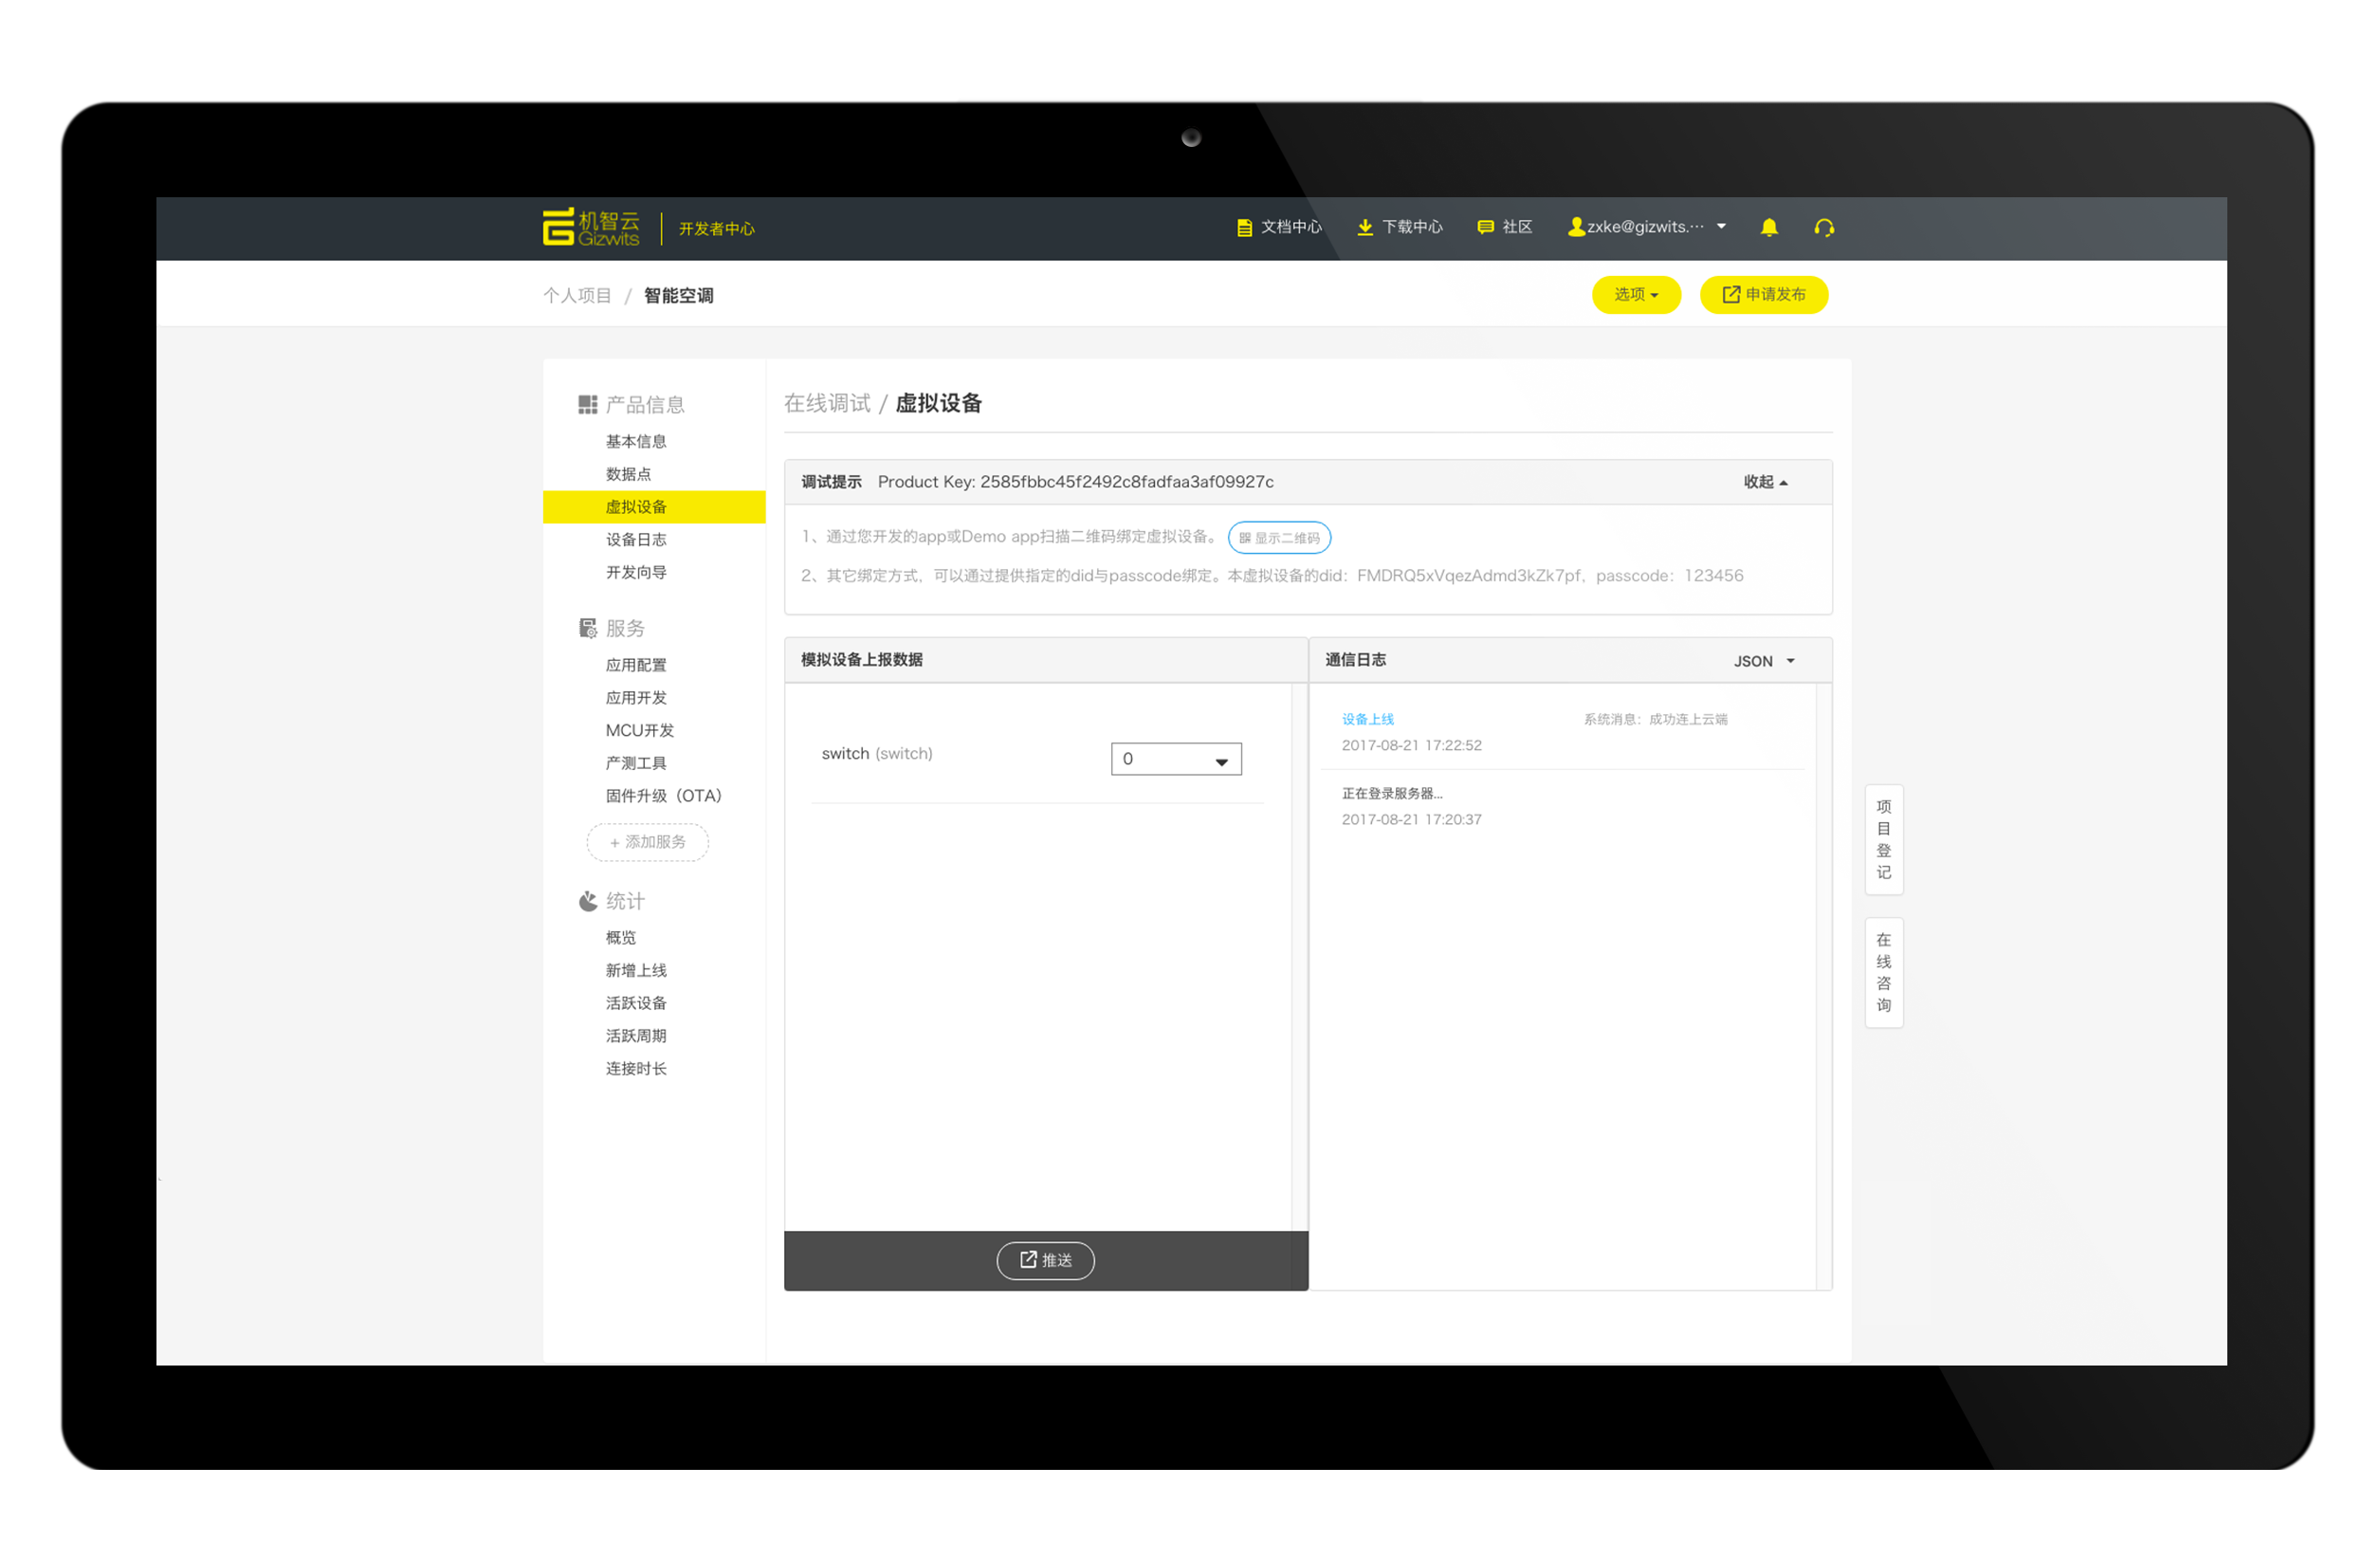 机智云
Gizwits
开发者中心
文档中心
下载中心
社区
zxke@gizwits.···
个人项目 / 智能空调
选项
申请发布
产品信息
基本信息
数据点
虚拟设备
设备日志
开发向导
服务
应用配置
应用开发
MCU开发
产测工具
固件升级（OTA）
+ 添加服务
统计
概览
新增上线
活跃设备
活跃周期
连接时长
在线调试 / 虚拟设备
调试提示 Product Key: 2585fbbc45f2492c8fadfaa3af09927c
收起
1、通过您开发的app或Demo app扫描二维码绑定虚拟设备。 显示二维码
2、其它绑定方式，可以通过提供指定的did与passcode绑定。本虚拟设备的did：FMDRQ5xVqezAdmd3kZk7pf，passcode：123456
模拟设备上报数据
switch (switch)
0
推送
通信日志
JSON
设备上线
系统消息：成功连上云端
2017-08-21 17:22:52
正在登录服务器...
2017-08-21 17:20:37
项目登记
在线咨询